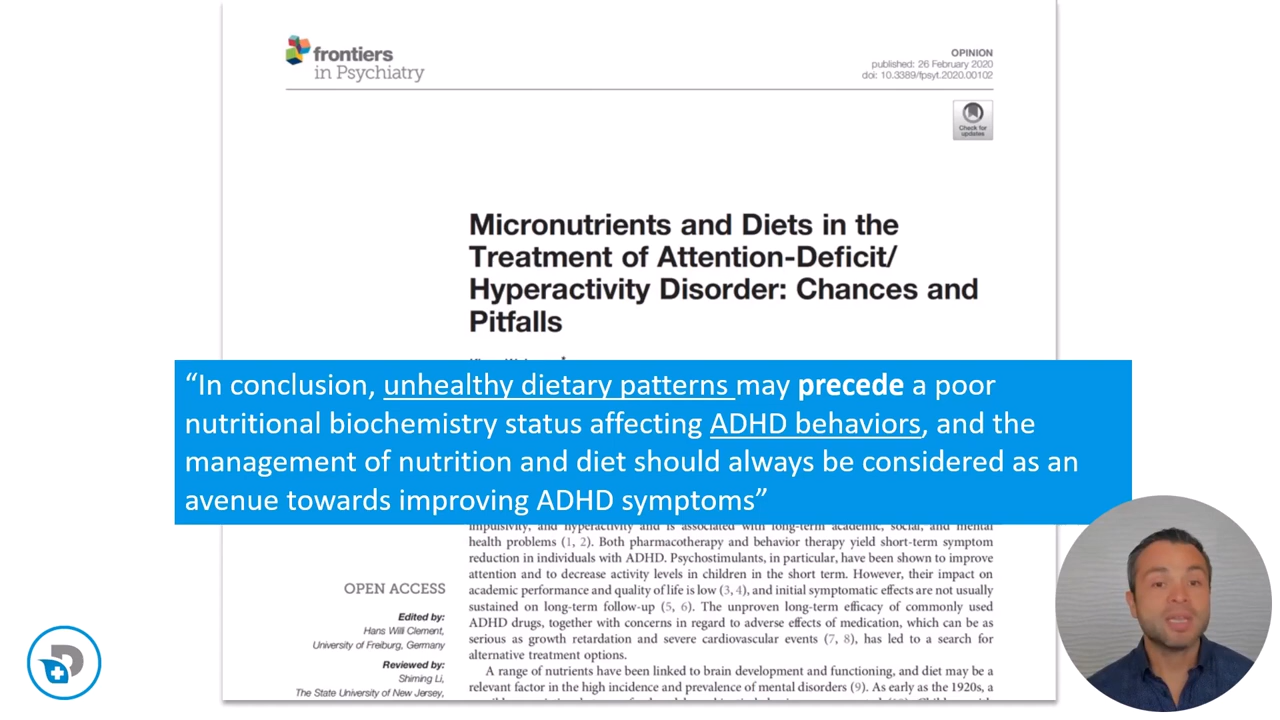 frontiers
in Psychiatry
OPINION
published: 26 February 2020
doi: 10.3389/fpsyt.2020.00102
Check for
updates
Micronutrients and Diets in the
Treatment of Attention-Deficit/
Hyperactivity Disorder: Chances and
Pitfalls
“In conclusion, unhealthy dietary patterns may precede a poor
nutritional biochemistry status affecting ADHD behaviors, and the
management of nutrition and diet should always be considered as an
avenue towards improving ADHD symptoms”
impulsivity, and hyperactivity and is associated with long-term academic, social, and mental
health problems (1, 2). Both pharmacotherapy and behavior therapy yield short-term symptom
reduction in individuals with ADHD. Psychostimulants, in particular, have been shown to improve
attention and to decrease activity levels in children in the short term. However, their impact on
academic performance and quality of life is low (3, 4), and initial symptomatic effects are not usually
sustained on long-term follow-up (5, 6). The unproven long-term efficacy of commonly used
ADHD drugs, together with concerns in regard to adverse effects of medication, which can be as
serious as growth retardation and severe cardiovascular events (7, 8), has led to a search for
alternative treatment options.
A range of nutrients have been linked to brain development and functioning, and diet may be a
relevant factor in the high incidence and prevalence of mental disorders (9). As early as the 1920s, a
OPEN ACCESS
Edited by:
Hans Willi Clement,
University of Freiburg, Germany
Reviewed by:
Shiming Li,
The State University of New Jersey,